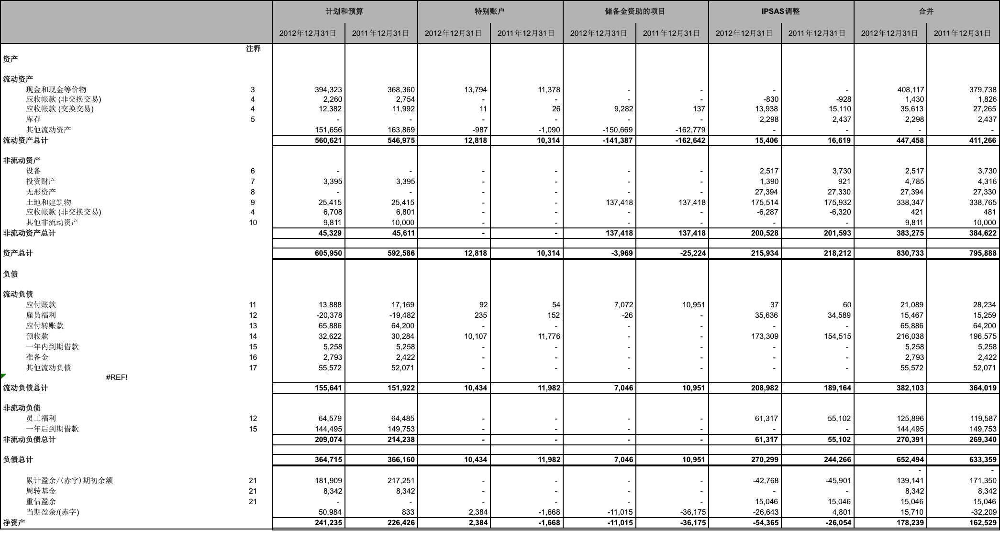 计划和预算 特别账户 储备金资助的项目 IPSAS调整 合并
2012年12月31日 2011年12月31日 2012年12月31日 2011年12月31日 2012年12月31日 2011年12月31日 2012年12月31日 2011年12月31日 2012年12月31日 2011年12月31日
注释
资产
流动资产
现金和现金等价物 3 394,323 368,360 13,794 11,378 - - - - 408,117 379,738
应收帐款 (非交换交易) 4 2,260 2,754 - - - - -830 -928 1,430 1,826
应收帐款 (交换交易) 4 12,382 11,992 11 26 9,282 137 13,938 15,110 35,613 27,265
库存 5 - - - - - - 2,298 2,437 2,298 2,437
其他流动资产 151,656 163,869 -987 -1,090 -150,669 -162,779 - - - -
流动资产总计 560,621 546,975 12,818 10,314 -141,387 -162,642 15,406 16,619 447,458 411,266
非流动资产
设备 6 - - - - - - 2,517 3,730 2,517 3,730
投资财产 7 3,395 3,395 - - - - 1,390 921 4,785 4,316
无形资产 8 - - - - - - 27,394 27,330 27,394 27,330
土地和建筑物 9 25,415 25,415 - - 137,418 137,418 175,514 175,932 338,347 338,765
应收帐款 (非交换交易) 4 6,708 6,801 - - - - -6,287 -6,320 421 481
其他非流动资产 10 9,811 10,000 - - - - - - 9,811 10,000
非流动资产总计 45,329 45,611 - - 137,418 137,418 200,528 201,593 383,275 384,622
资产总计 605,950 592,586 12,818 10,314 -3,969 -25,224 215,934 218,212 830,733 795,888
负债
流动负债
应付账款 11 13,888 17,169 92 54 7,072 10,951 37 60 21,089 28,234
雇员福利 12 -20,378 -19,482 235 152 -26 - 35,636 34,589 15,467 15,259
应付转账款 13 65,886 64,200 - - - - - - 65,886 64,200
预收款 14 32,622 30,284 10,107 11,776 - - 173,309 154,515 216,038 196,575
一年内到期借款 15 5,258 5,258 - - - - - - 5,258 5,258
准备金 16 2,793 2,422 - - - - - - 2,793 2,422
其他流动负债 17 55,572 52,071 - - - - - - 55,572 52,071
#REF!
流动负债总计 155,641 151,922 10,434 11,982 7,046 10,951 208,982 189,164 382,103 364,019
非流动负债
员工福利 12 64,579 64,485 - - - - 61,317 55,102 125,896 119,587
一年后到期借款 15 144,495 149,753 - - - - - - 144,495 149,753
非流动负债总计 209,074 214,238 - - - - 61,317 55,102 270,391 269,340
负债总计 364,715 366,160 10,434 11,982 7,046 10,951 270,299 244,266 652,494 633,359
- -
累计盈余/(赤字)期初余额 21 181,909 217,251 - - - - -42,768 -45,901 139,141 171,350
周转基金 21 8,342 8,342 - - - - - - 8,342 8,342
重估盈余 21 - - - - - - 15,046 15,046 15,046 15,046
当期盈余/(赤字) 50,984 833 2,384 -1,668 -11,015 -36,175 -26,643 4,801 15,710 -32,209
净资产 241,235 226,426 2,384 -1,668 -11,015 -36,175 -54,365 -26,054 178,239 162,529